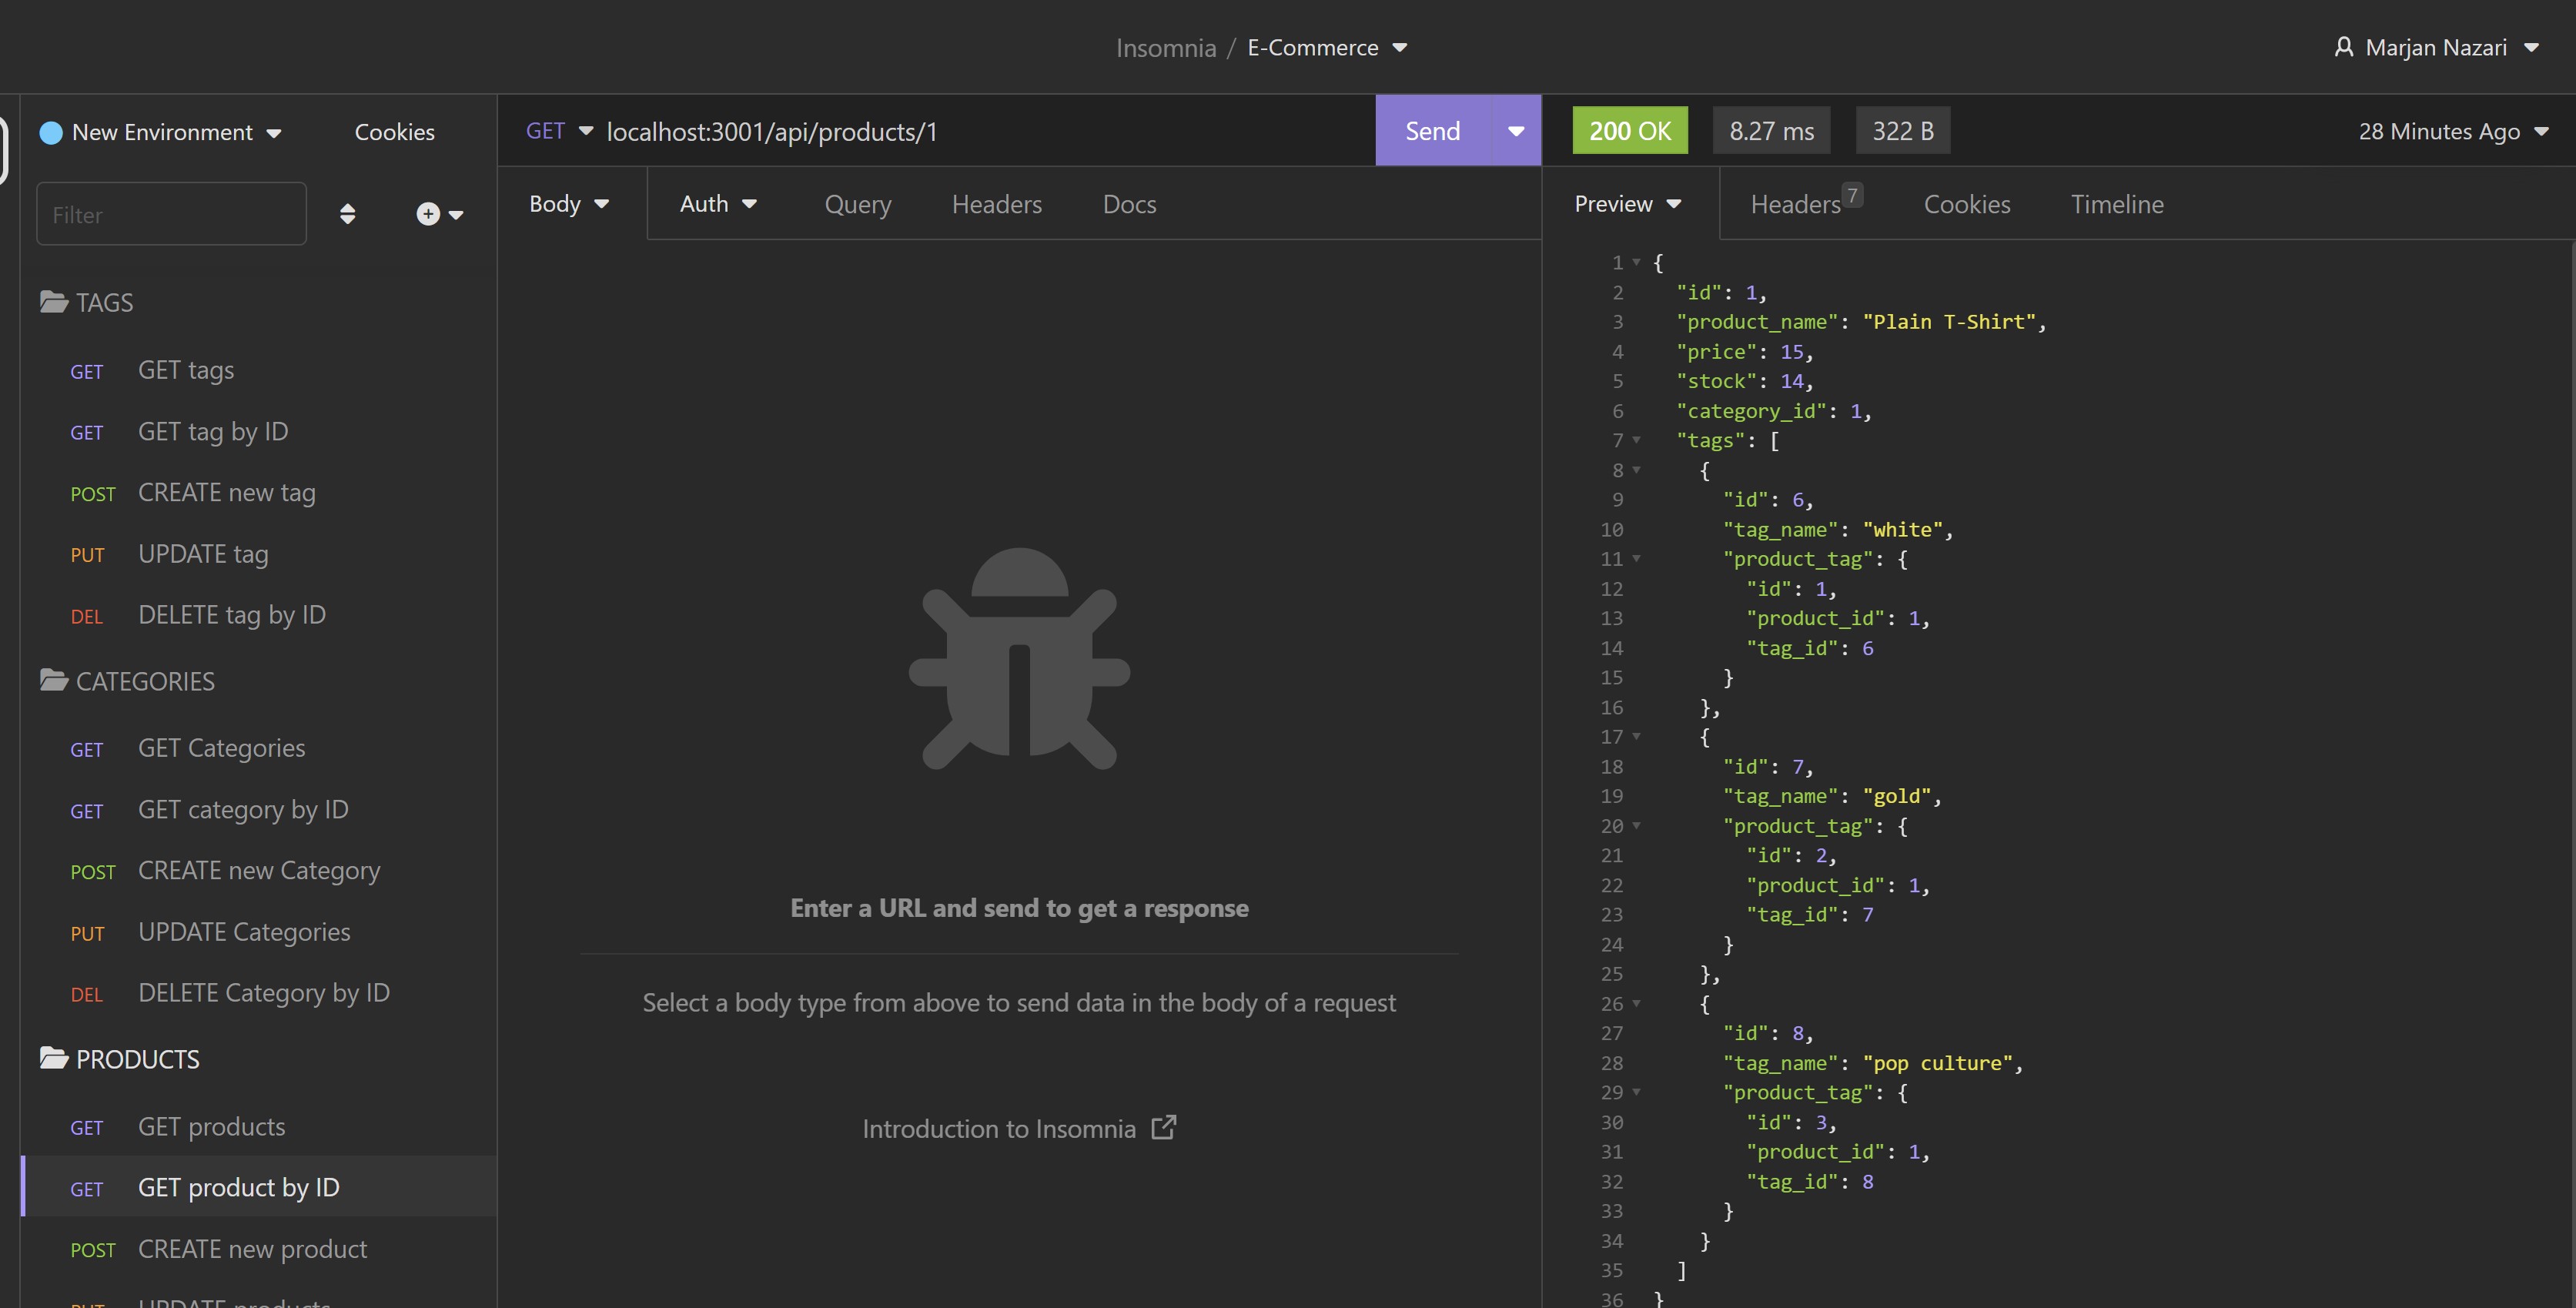 Insomnia / E-Commerce
Marjan Nazari
New Environment
Cookies
Filter
TAGS
GET GET tags
GET GET tag by ID
POST CREATE new tag
PUT UPDATE tag
DEL DELETE tag by ID
CATEGORIES
GET GET Categories
GET GET category by ID
POST CREATE new Category
PUT UPDATE Categories
DEL DELETE Category by ID
PRODUCTS
GET GET products
GET GET product by ID
POST CREATE new product
PUT UPDATE products
GET localhost:3001/api/products/1
Send
Body Auth Query Headers Docs
Enter a URL and send to get a response
Select a body type from above to send data in the body of a request
Introduction to Insomnia
200 OK 8.27 ms 322 B 28 Minutes Ago
Preview Headers 7 Cookies Timeline
1 {
2 "id": 1,
3 "product_name": "Plain T-Shirt",
4 "price": 15,
5 "stock": 14,
6 "category_id": 1,
7 "tags": [
8 {
9 "id": 6,
10 "tag_name": "white",
11 "product_tag": {
12 "id": 1,
13 "product_id": 1,
14 "tag_id": 6
15 }
16 },
17 {
18 "id": 7,
19 "tag_name": "gold",
20 "product_tag": {
21 "id": 2,
22 "product_id": 1,
23 "tag_id": 7
24 }
25 },
26 {
27 "id": 8,
28 "tag_name": "pop culture",
29 "product_tag": {
30 "id": 3,
31 "product_id": 1,
32 "tag_id": 8
33 }
34 }
35 ]
36 }